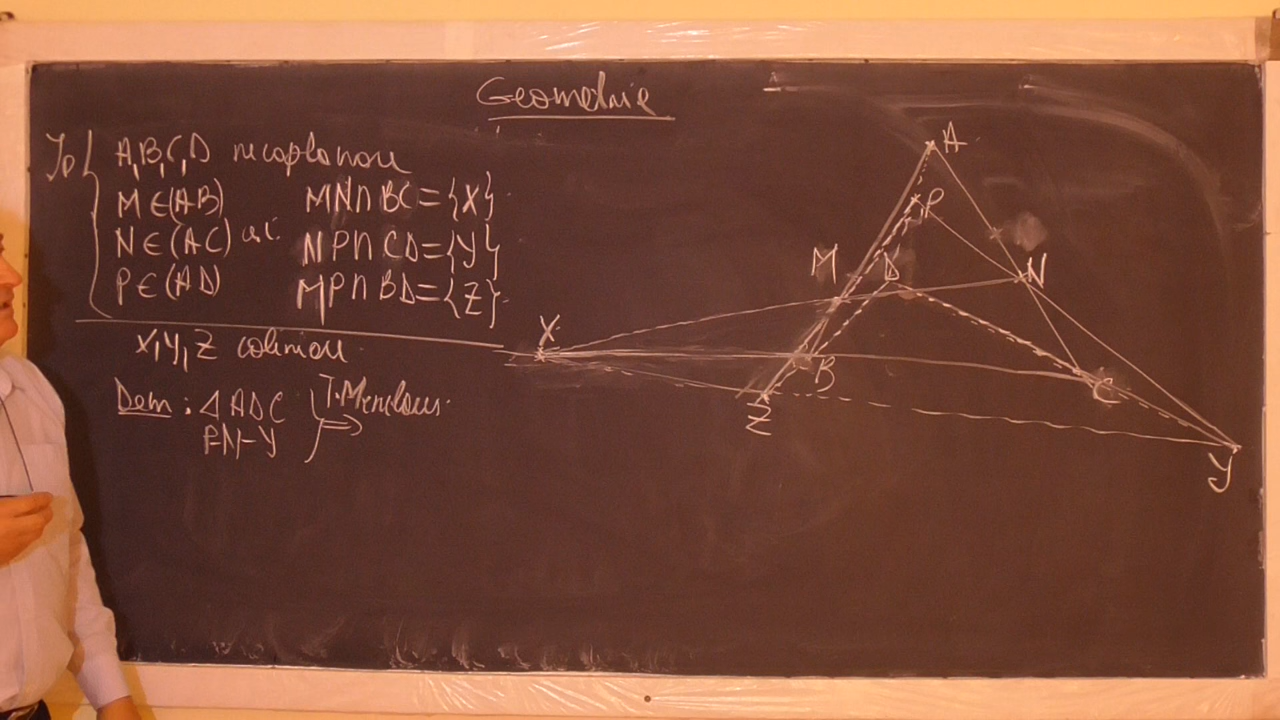 Geometrie
Ip { A, B, C, D necoplanare
M ∈ (AB) MN ∩ BC = {X}
N ∈ (AC) a.î. NP ∩ CD = {Y}
P ∈ (AD) MP ∩ BD = {Z}
X, Y, Z coliniare
Dem: △ ADC } T. Menelaus
P-N-Y ⇒
A
P
M D N
X
B C
Z
Y